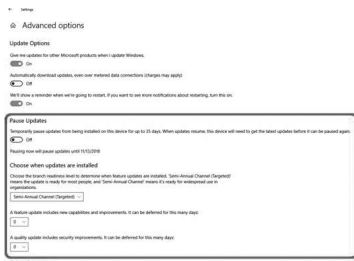 Settings
Advanced options
Update Options
Give me updates for other Microsoft products when I update Windows.
On
Automatically download updates, even over metered data connections (charges may apply)
Off
We'll show a reminder when we're going to restart. If you want to see more notifications about restarting, turn this on.
On
Pause Updates
Temporarily pause updates from being installed on this device for up to 35 days. When updates resume, this device will need to get the latest updates before it can be paused again.
Off
Pausing now will pause updates until 11/13/2018
Choose when updates are installed
Choose the branch readiness level to determine when feature updates are installed. 'Semi-Annual Channel (Targeted)'
means the update is ready for most people, and 'Semi-Annual Channel' means it's ready for widespread use in
organizations.
Semi-Annual Channel (Targeted)
A feature update includes new capabilities and improvements. It can be deferred for this many days:
0
A quality update includes security improvements. It can be deferred for this many days:
0